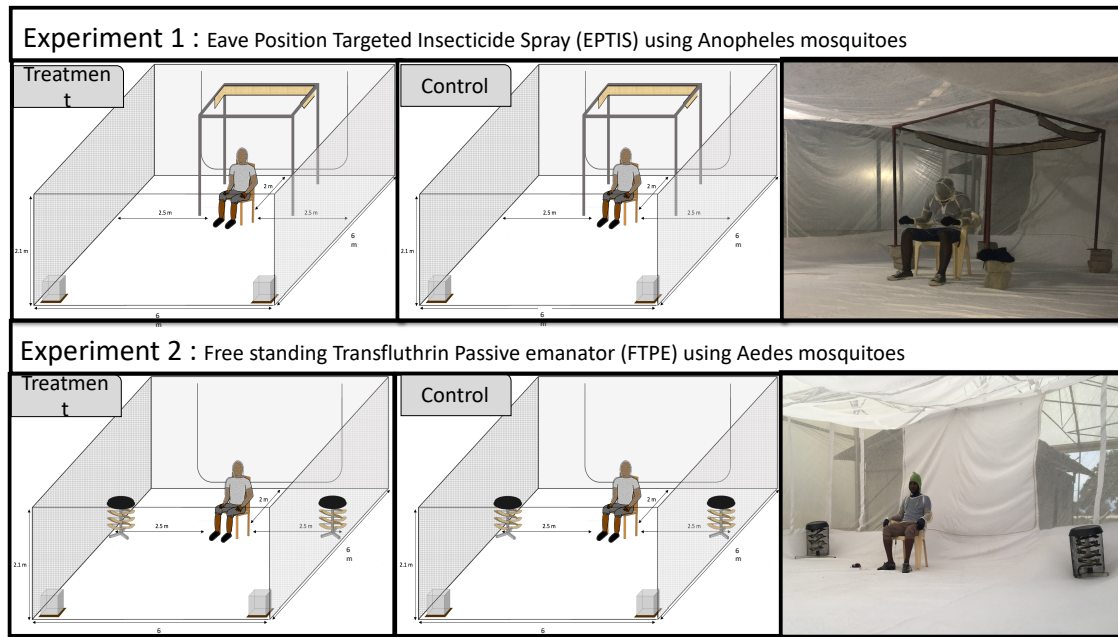 Experiment 1 : Eave Position Targeted Insecticide Spray (EPTIS) using Anopheles mosquitoes
Treatmen
t
Control
2 m
2.5 m
2.5 m
2.1 m
6
m
6
m
2 m
2.5 m
2.5 m
2.1 m
6
m
6
m
Experiment 2 : Free standing Transfluthrin Passive emanator (FTPE) using Aedes mosquitoes
Treatmen
t
Control
2 m
2.5 m
2.5 m
2.1 m
6
m
6
2 m
2.5 m
2.5 m
2.1 m
6
m
6